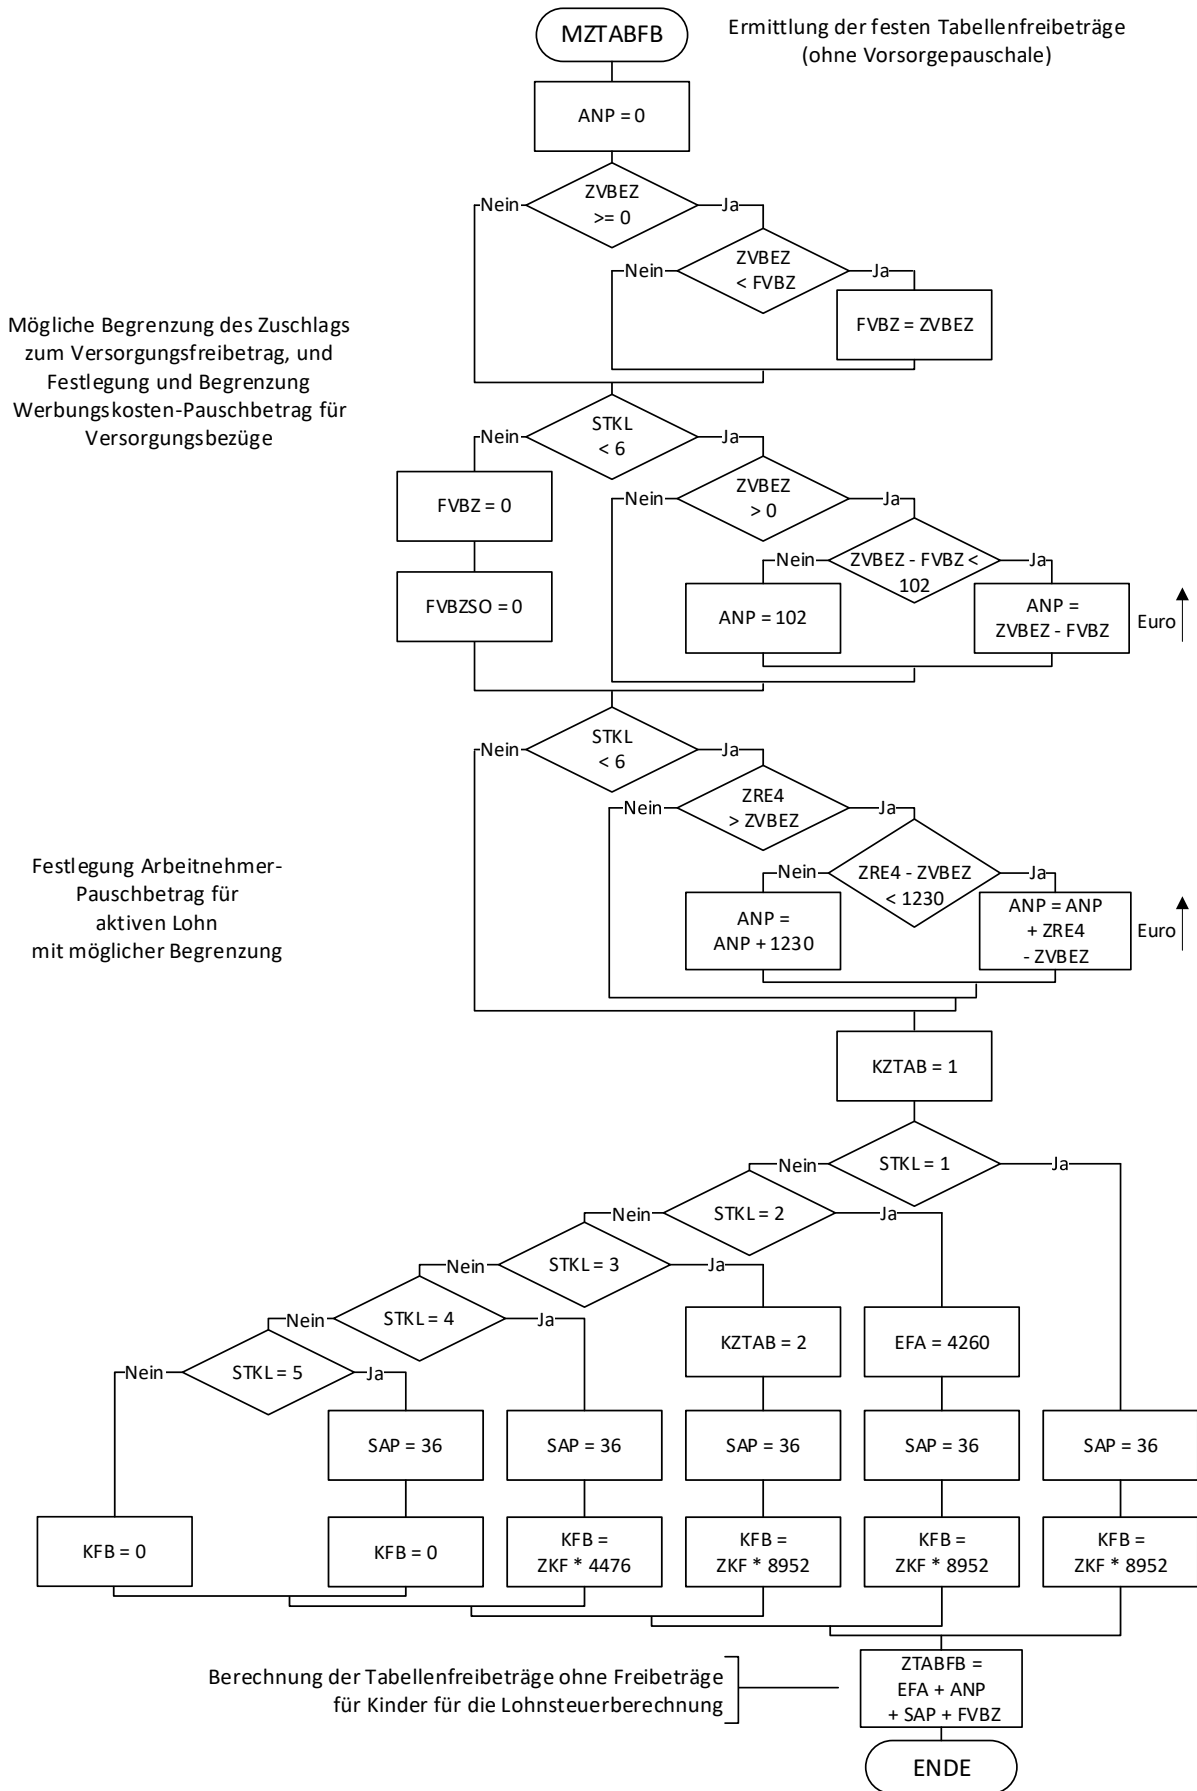 MZTABFB
Ermittlung der festen Tabellenfreibeträge
(ohne Vorsorgepauschale)
ANP = 0
ZVBEZ
>= 0
Nein
Ja
ZVBEZ
< FVBZ
Nein
Ja
FVBZ = ZVBEZ
Mögliche Begrenzung des Zuschlags
zum Versorgungsfreibetrag, und
Festlegung und Begrenzung
Werbungskosten-Pauschbetrag für
Versorgungsbezüge
STKL
< 6
Nein
Ja
FVBZ = 0
FVBZSO = 0
ZVBEZ
> 0
Nein
Ja
ZVBEZ - FVBZ <
102
Nein
Ja
ANP = 102
ANP =
ZVBEZ - FVBZ
Euro
STKL
< 6
Nein
Ja
ZRE4
> ZVBEZ
Nein
Ja
Festlegung Arbeitnehmer-
Pauschbetrag für
aktiven Lohn
mit möglicher Begrenzung
ZRE4 - ZVBEZ
< 1230
Nein
Ja
ANP =
ANP + 1230
ANP = ANP
+ ZRE4
- ZVBEZ
Euro
KZTAB = 1
STKL = 1
Nein
Ja
STKL = 2
Nein
Ja
STKL = 3
Nein
Ja
STKL = 4
Nein
Ja
STKL = 5
Nein
Ja
KZTAB = 2
EFA = 4260
SAP = 36
SAP = 36
SAP = 36
SAP = 36
SAP = 36
KFB = 0
KFB = 0
KFB =
ZKF * 4476
KFB =
ZKF * 8952
KFB =
ZKF * 8952
KFB =
ZKF * 8952
Berechnung der Tabellenfreibeträge ohne Freibeträge
für Kinder für die Lohnsteuerberechnung
ZTABFB =
EFA + ANP
+ SAP + FVBZ
ENDE